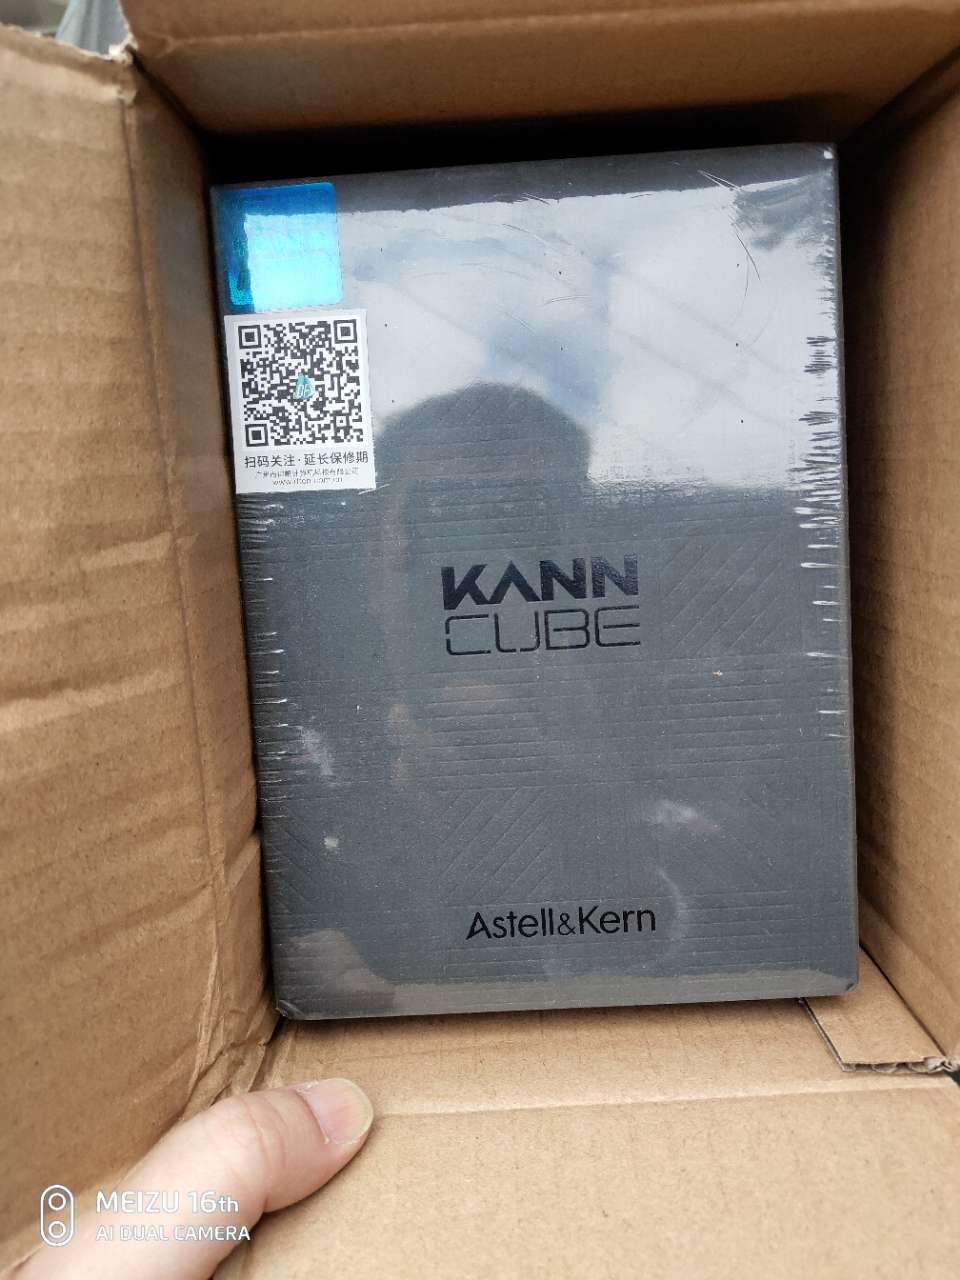 扫码关注·延长保修期
KANN
CUBE
Astell&Kern
MEIZU 16th
AI DUAL CAMERA